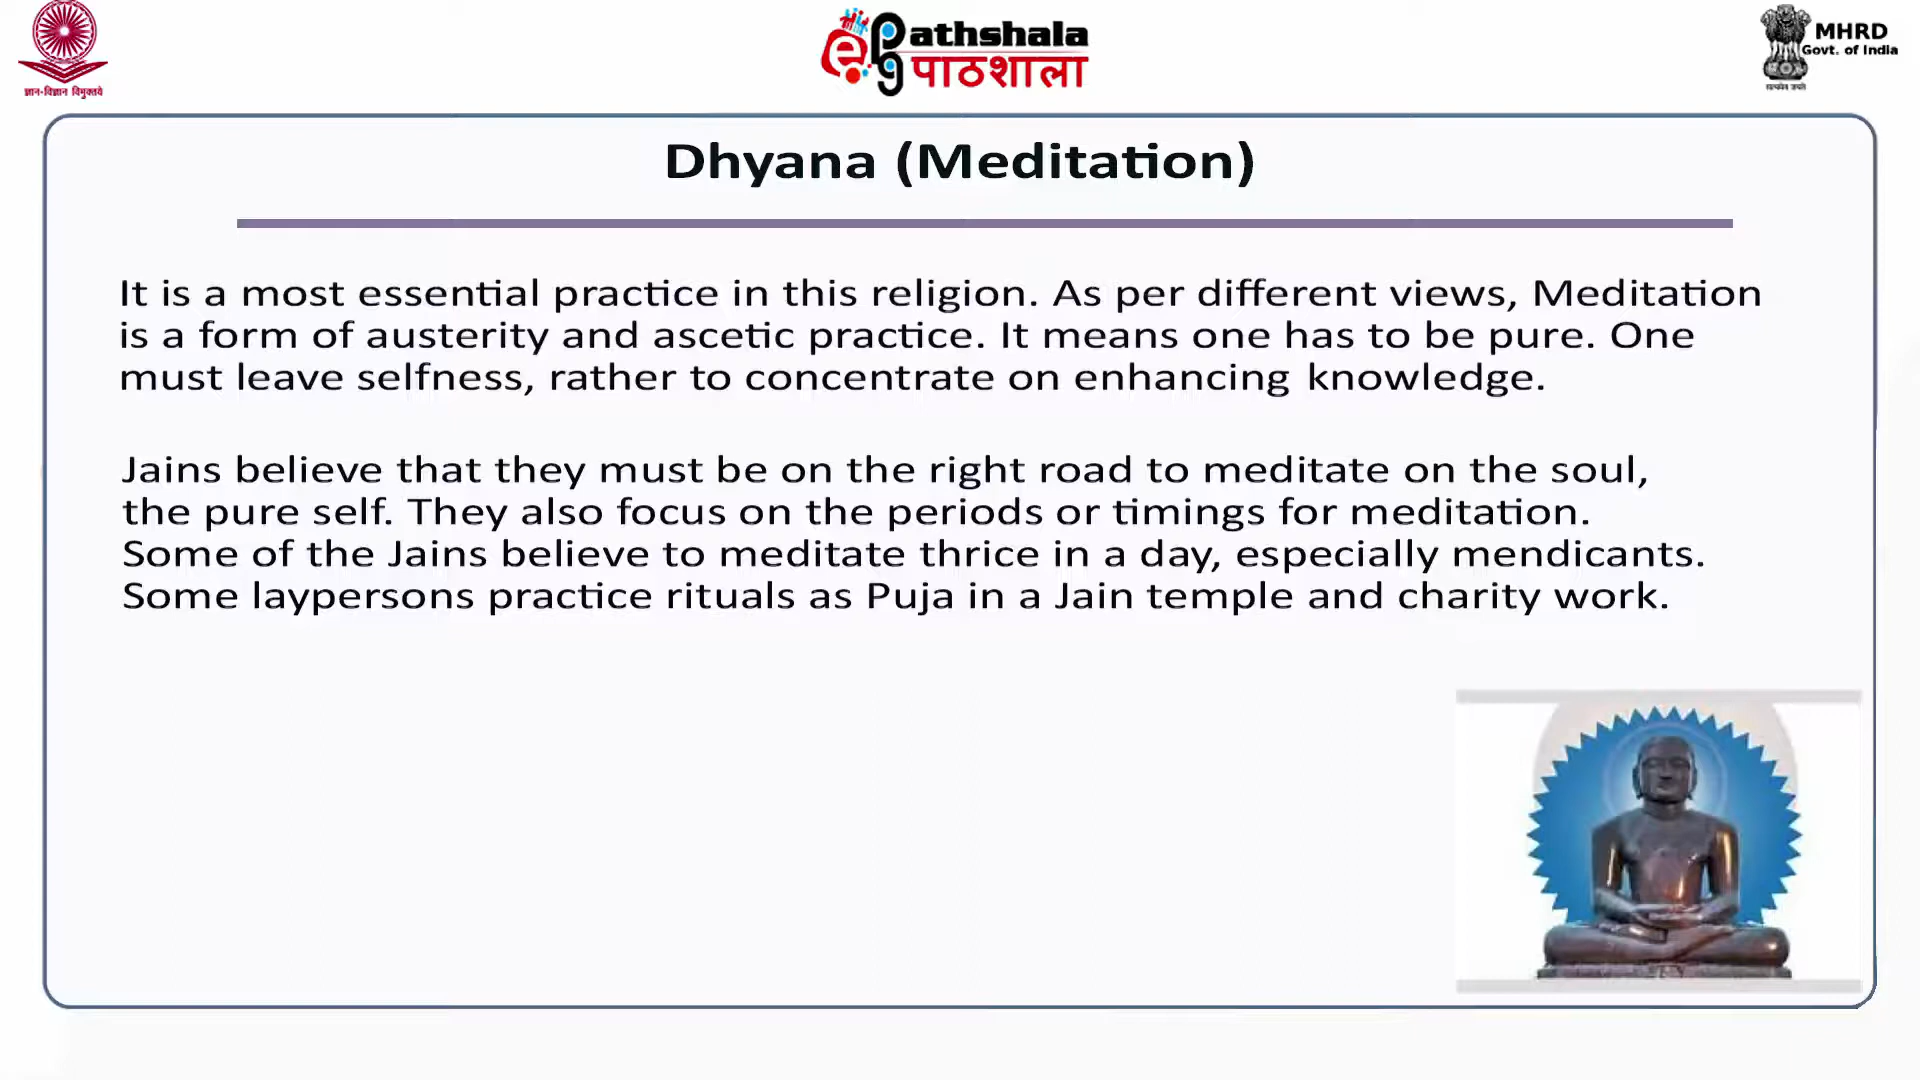 ज्ञान-विज्ञान विमुक्तये
ePathshala
पाठशाला
MHRD
Govt. of India
सत्यमेव जयते
Dhyana (Meditation)
It is a most essential practice in this religion. As per different views, Meditation
is a form of austerity and ascetic practice. It means one has to be pure. One
must leave selfness, rather to concentrate on enhancing knowledge.
Jains believe that they must be on the right road to meditate on the soul,
the pure self. They also focus on the periods or timings for meditation.
Some of the Jains believe to meditate thrice in a day, especially mendicants.
Some laypersons practice rituals as Puja in a Jain temple and charity work.